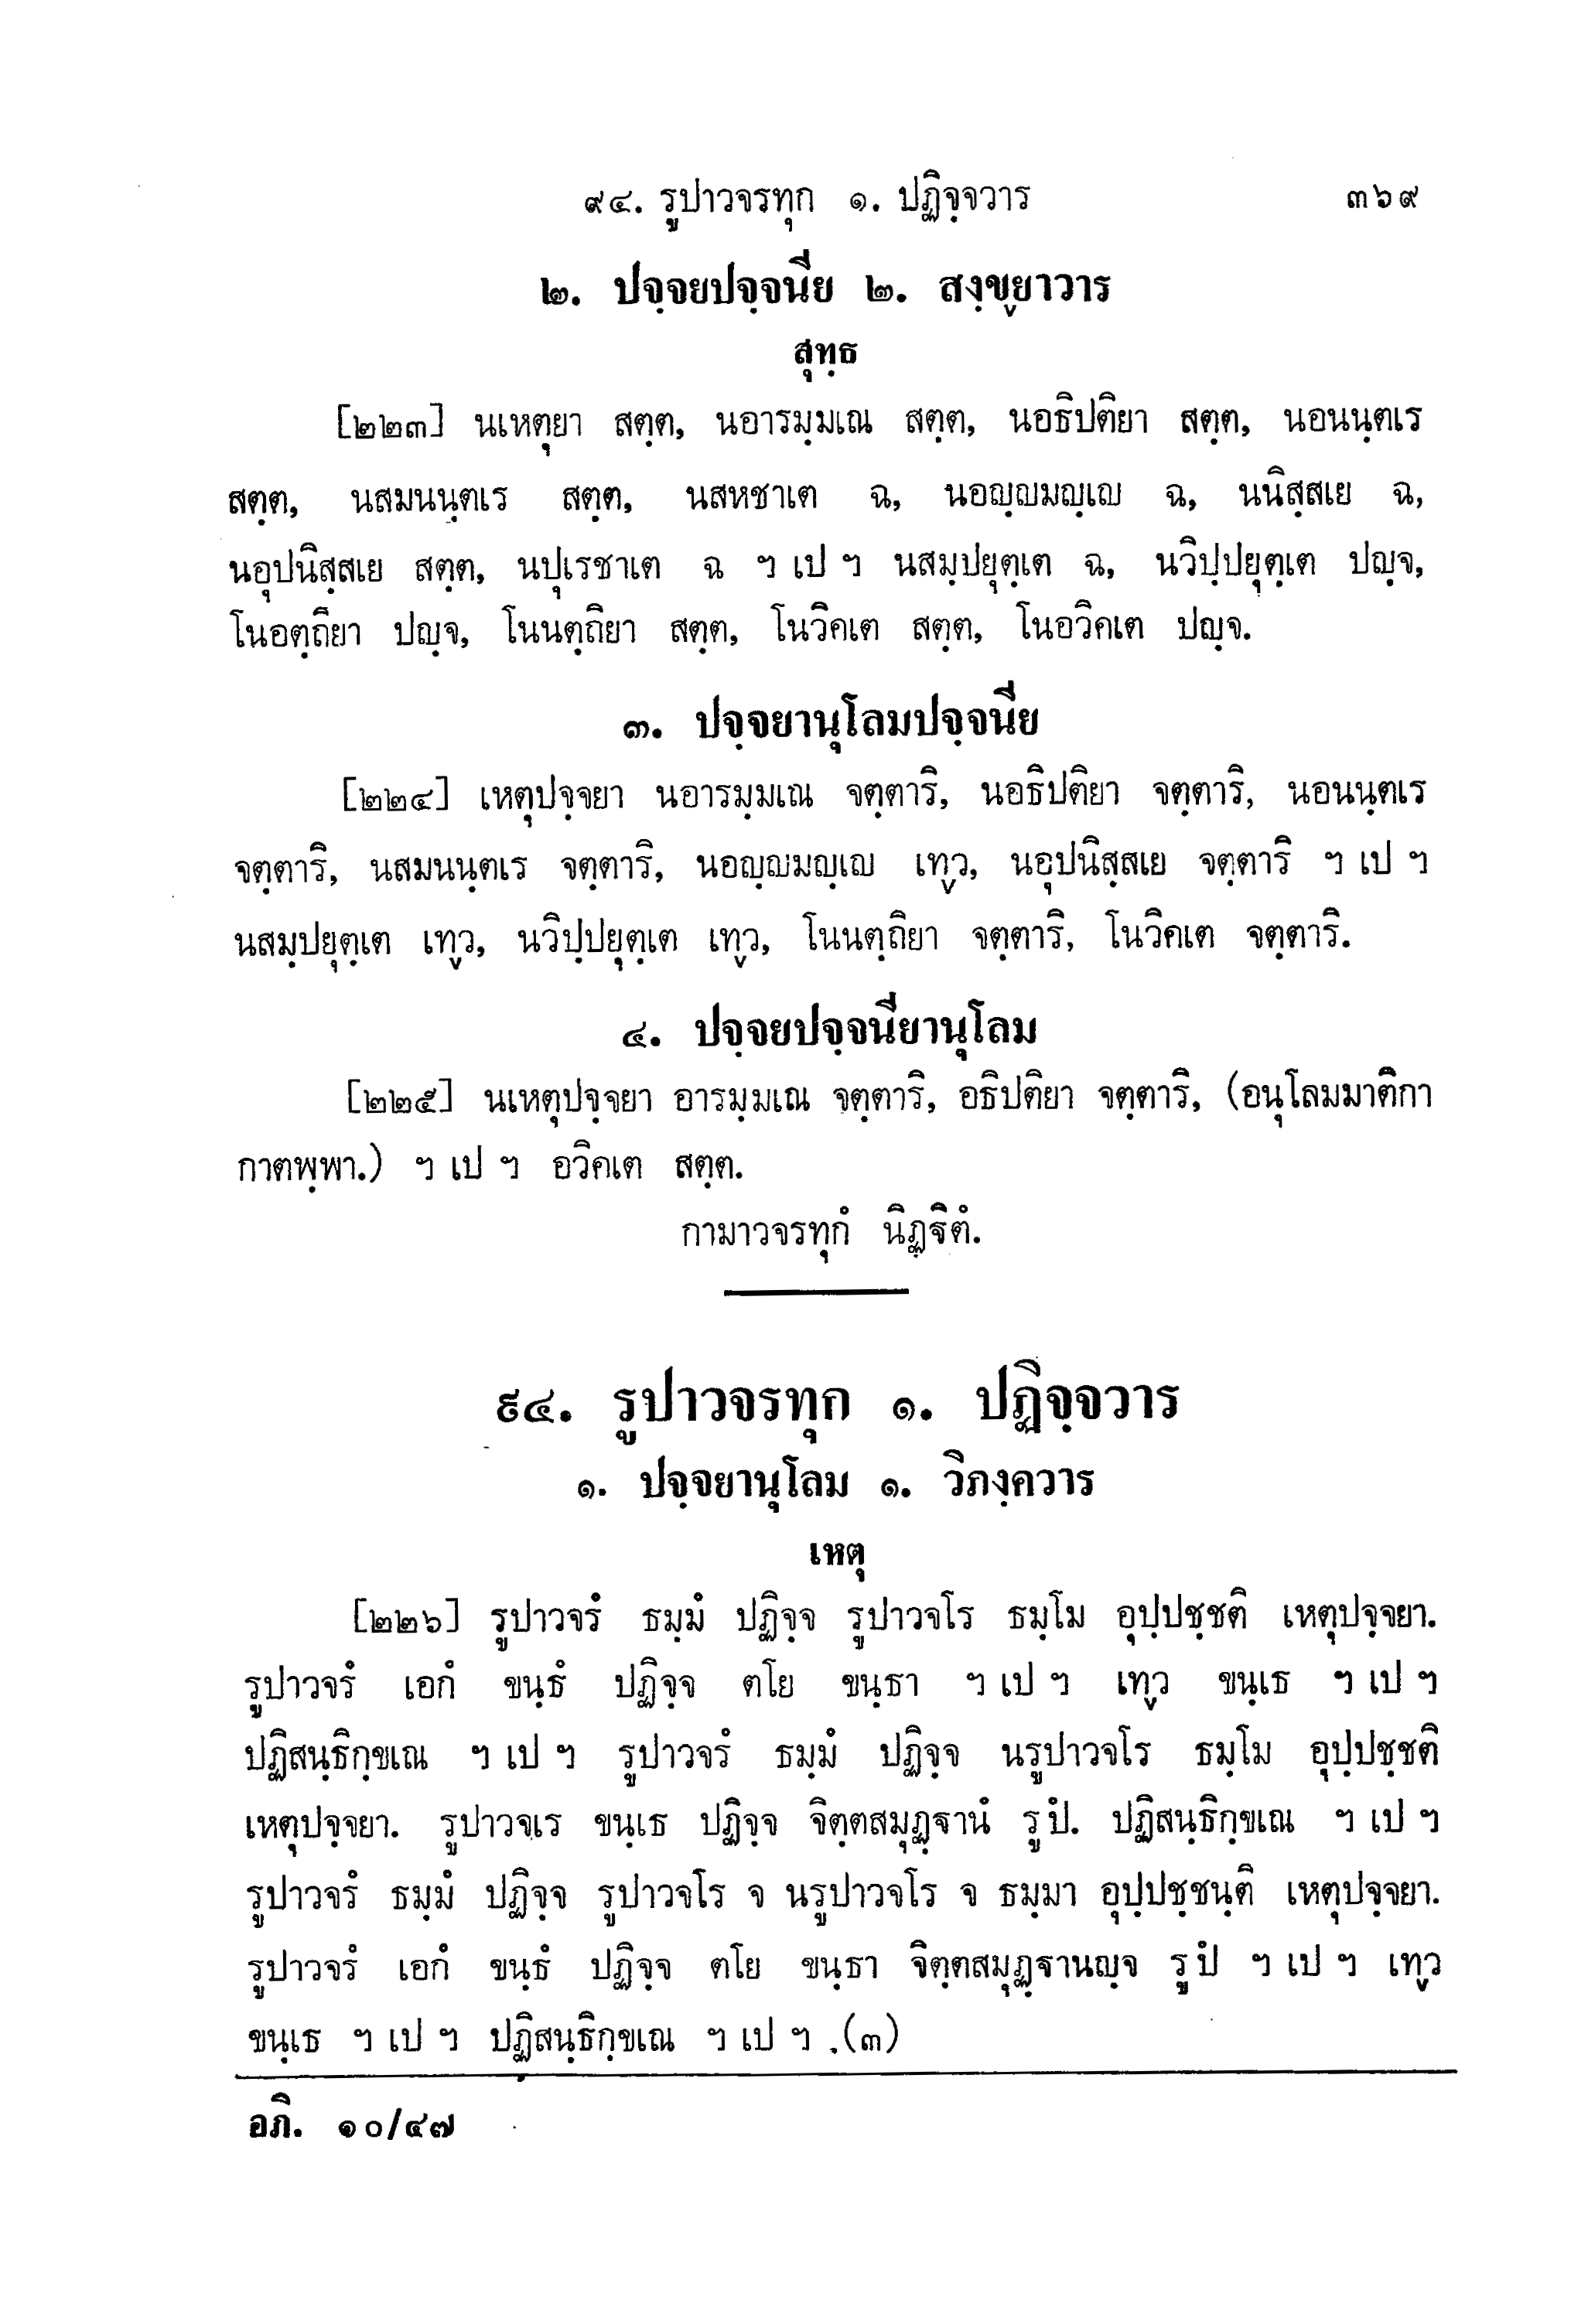 ๙๔. รูปาวจรทุก ๑. ปฏิจฺจวาร ๓๖๙
๒. ปจฺจยปจฺจนีย ๒. สงฺขฺยาวาร
สุทฺธ
[๒๒๓] นเหตุยา สตฺต, นอารมฺมเณ สตฺต, นอธิปติยา สตฺต, นอนนฺตเร
สตฺต, นสมนนฺตเร สตฺต, นสหชาเต ฉ, นอญฺญมญฺเญ ฉ, นนิสฺสเย ฉ,
นอุปนิสฺสเย สตฺต, นปุเรชาเต ฉ ฯ เป ฯ นสมฺปยุตฺเต ฉ, นวิปฺปยุตฺเต ปญฺจ,
โนอตฺถิยา ปญฺจ, โนนตฺถิยา สตฺต, โนวิคเต สตฺต, โนอวิคเต ปญฺจ.
๓. ปจฺจยานุโลมปจฺจนีย
[๒๒๔] เหตุปจฺจยา นอารมฺมเณ จตฺตาริ, นอธิปติยา จตฺตาริ, นอนนฺตเร
จตฺตาริ, นสมนนฺตเร จตฺตาริ, นอญฺญมญฺเญ เทฺว, นอุปนิสฺสเย จตฺตาริ ฯ เป ฯ
นสมฺปยุตฺเต เทฺว, นวิปฺปยุตฺเต เทฺว, โนนตฺถิยา จตฺตาริ, โนวิคเต จตฺตาริ.
๔. ปจฺจยปจฺจนียานุโลม
[๒๒๕] นเหตุปจฺจยา อารมฺมเณ จตฺตาริ, อธิปติยา จตฺตาริ, (อนุโลมมาติกา
กาตพฺพา.) ฯ เป ฯ อวิคเต สตฺต.
กามาวจรทุกํ นิฏฺฐิตํ.
๙๔. รูปาวจรทุก ๑. ปฏิจฺจวาร
๑. ปจฺจยานุโลม ๑. วิภงฺควาร
เหตุ
[๒๒๖] รูปาวจรํ ธมฺมํ ปฏิจฺจ รูปาวจโร ธมฺโม อุปฺปชฺชติ เหตุปจฺจยา.
รูปาวจรํ เอกํ ขนฺธํ ปฏิจฺจ ตโย ขนฺธา ฯ เป ฯ เทฺว ขนฺเธ ฯ เป ฯ
ปฏิสนฺธิกฺขเณ ฯ เป ฯ รูปาวจรํ ธมฺมํ ปฏิจฺจ นรูปาวจโร ธมฺโม อุปฺปชฺชติ
เหตุปจฺจยา. รูปาวจเร ขนฺเธ ปฏิจฺจ จิตฺตสมุฏฺฐานํ รูปํ. ปฏิสนฺธิกฺขเณ ฯ เป ฯ
รูปาวจรํ ธมฺมํ ปฏิจฺจ รูปาวจโร จ นรูปาวจโร จ ธมฺมา อุปฺปชฺชนฺติ เหตุปจฺจยา.
รูปาวจรํ เอกํ ขนฺธํ ปฏิจฺจ ตโย ขนฺธา จิตฺตสมุฏฺฐานญฺจ รูปํ ฯ เป ฯ เทฺว
ขนฺเธ ฯ เป ฯ ปฏิสนฺธิกฺขเณ ฯ เป ฯ .(๓)
อภิ. ๑๐/๔๗